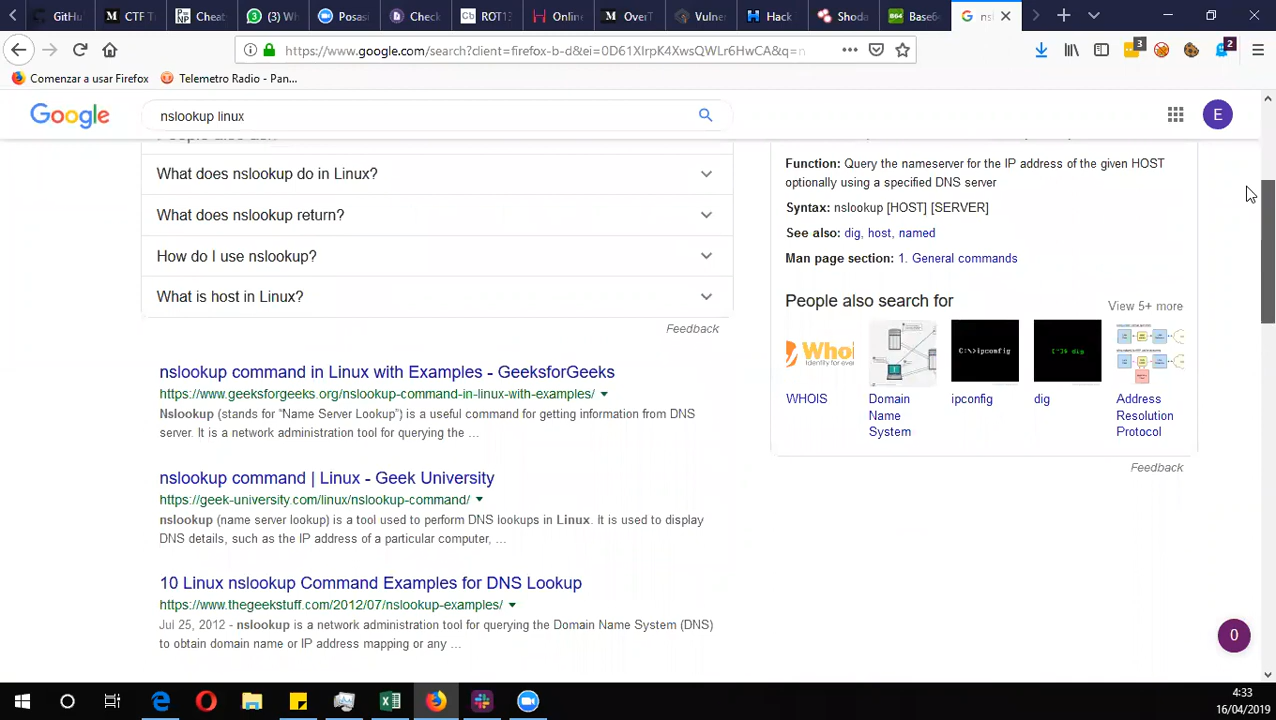 GitHu
CTF T
Cheat
(3) W
Posas
Check
ROT13
Online
OverT
Vulner
Hack
Shoda
Base6
ns
https://www.google.com/search?client=firefox-b-d&ei=0D61XIrpK4XwsQWLr6HwCA&q=n
3
2
Comenzar a usar Firefox
Telemetro Radio - Pan...
Google
nslookup linux
E
What does nslookup do in Linux?
What does nslookup return?
How do I use nslookup?
What is host in Linux?
Feedback
nslookup command in Linux with Examples - GeeksforGeeks
https://www.geeksforgeeks.org/nslookup-command-in-linux-with-examples/
Nslookup (stands for “Name Server Lookup”) is a useful command for getting information from DNS
server. It is a network administration tool for querying the ...
nslookup command | Linux - Geek University
https://geek-university.com/linux/nslookup-command/
nslookup (name server lookup) is a tool used to perform DNS lookups in Linux. It is used to display
DNS details, such as the IP address of a particular computer, ...
10 Linux nslookup Command Examples for DNS Lookup
https://www.thegeekstuff.com/2012/07/nslookup-examples/
Jul 25, 2012 - nslookup is a network administration tool for querying the Domain Name System (DNS)
to obtain domain name or IP address mapping or any ...
Function: Query the nameserver for the IP address of the given HOST
optionally using a specified DNS server
Syntax: nslookup [HOST] [SERVER]
See also: dig, host, named
Man page section: 1. General commands
People also search for
View 5+ more
Who
C:\>ipconfig
WHOIS
Domain
Name
System
ipconfig
dig
Address
Resolution
Protocol
Feedback
0
4:33
16/04/2019